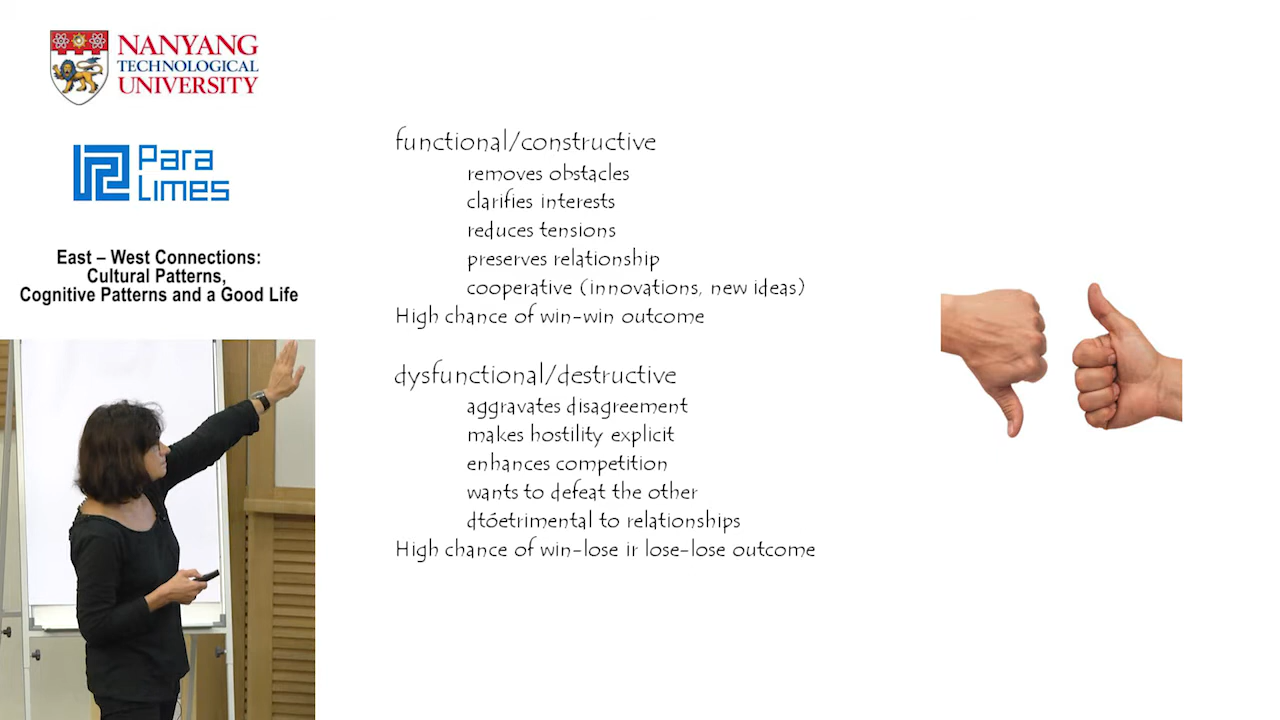 NANYANG
TECHNOLOGICAL
UNIVERSITY
Para
Limes
East – West Connections:
Cultural Patterns,
Cognitive Patterns and a Good Life
functional/constructive
removes obstacles
clarifies interests
reduces tensions
preserves relationship
cooperative (innovations, new ideas)
High chance of win-win outcome
dysfunctional/destructive
aggravates disagreement
makes hostility explicit
enhances competition
wants to defeat the other
dtóetrimental to relationships
High chance of win-lose ir lose-lose outcome